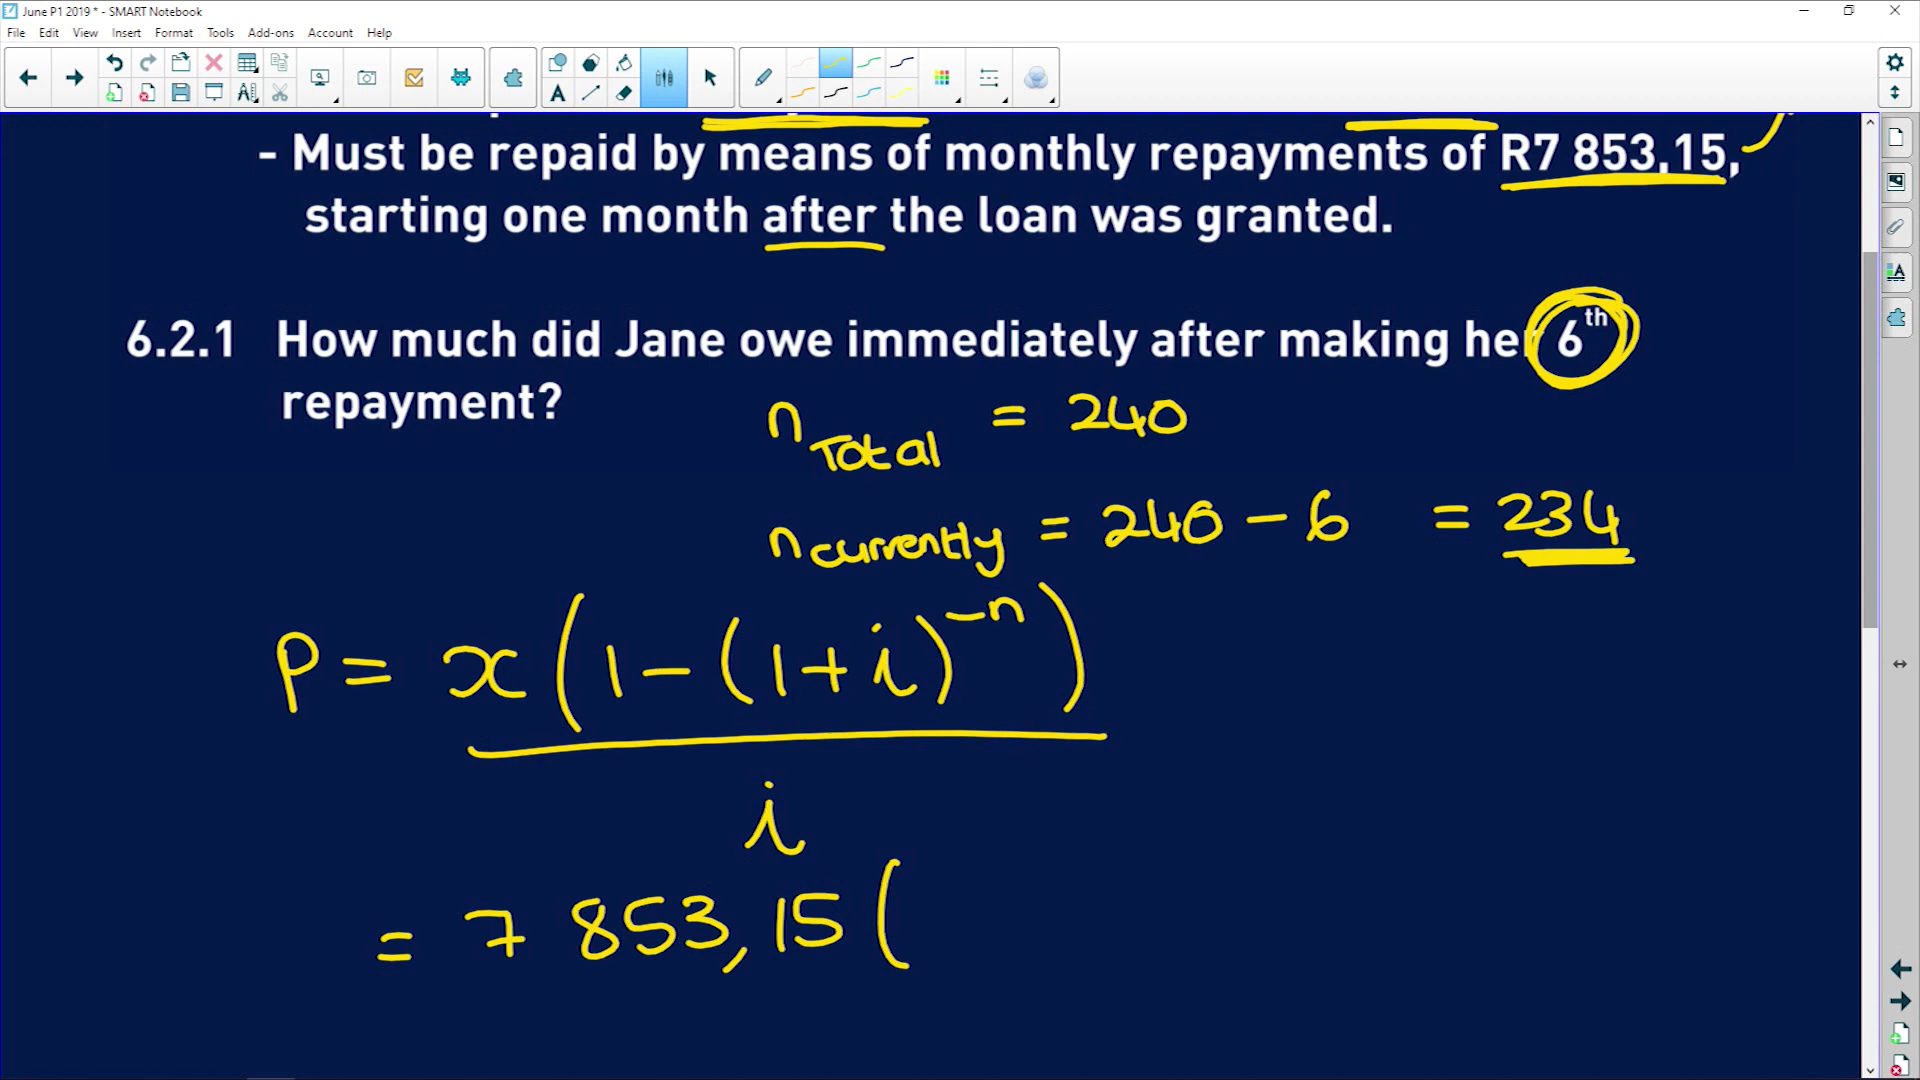 June P1 2019 * - SMART Notebook
File Edit View Insert Format Tools Add-ons Account Help
- Must be repaid by means of monthly repayments of R7 853,15,
starting one month after the loan was granted.
6.2.1 How much did Jane owe immediately after making her 6th
repayment?
n Total = 240
n currently = 240 - 6 = 234
P = x(1-(1+i)^-n)
i
= 7 853,15 (